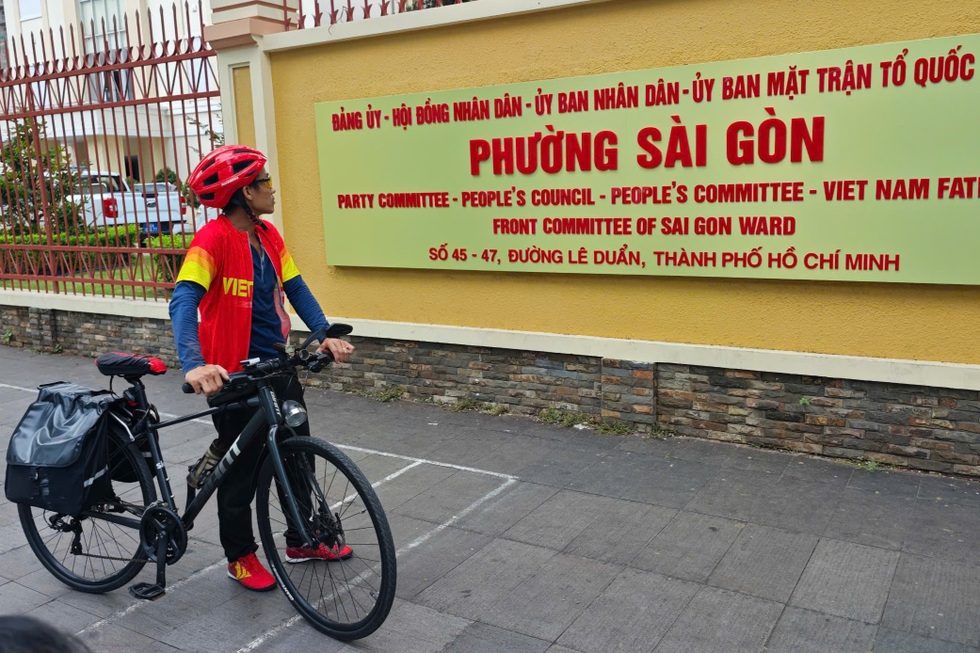 ĐẢNG ỦY - HỘI ĐỒNG NHÂN DÂN - ỦY BAN NHÂN DÂN - ỦY BAN MẶT TRẬN TỔ QUỐC
PHƯỜNG SÀI GÒN
PARTY COMMITTEE - PEOPLE'S COUNCIL - PEOPLE'S COMMITTEE - VIET NAM
FRONT COMMITTEE OF SAI GON WARD
SỐ 45 - 47, ĐƯỜNG LÊ DUẨN, THÀNH PHỐ HỒ CHÍ MINH
VIET